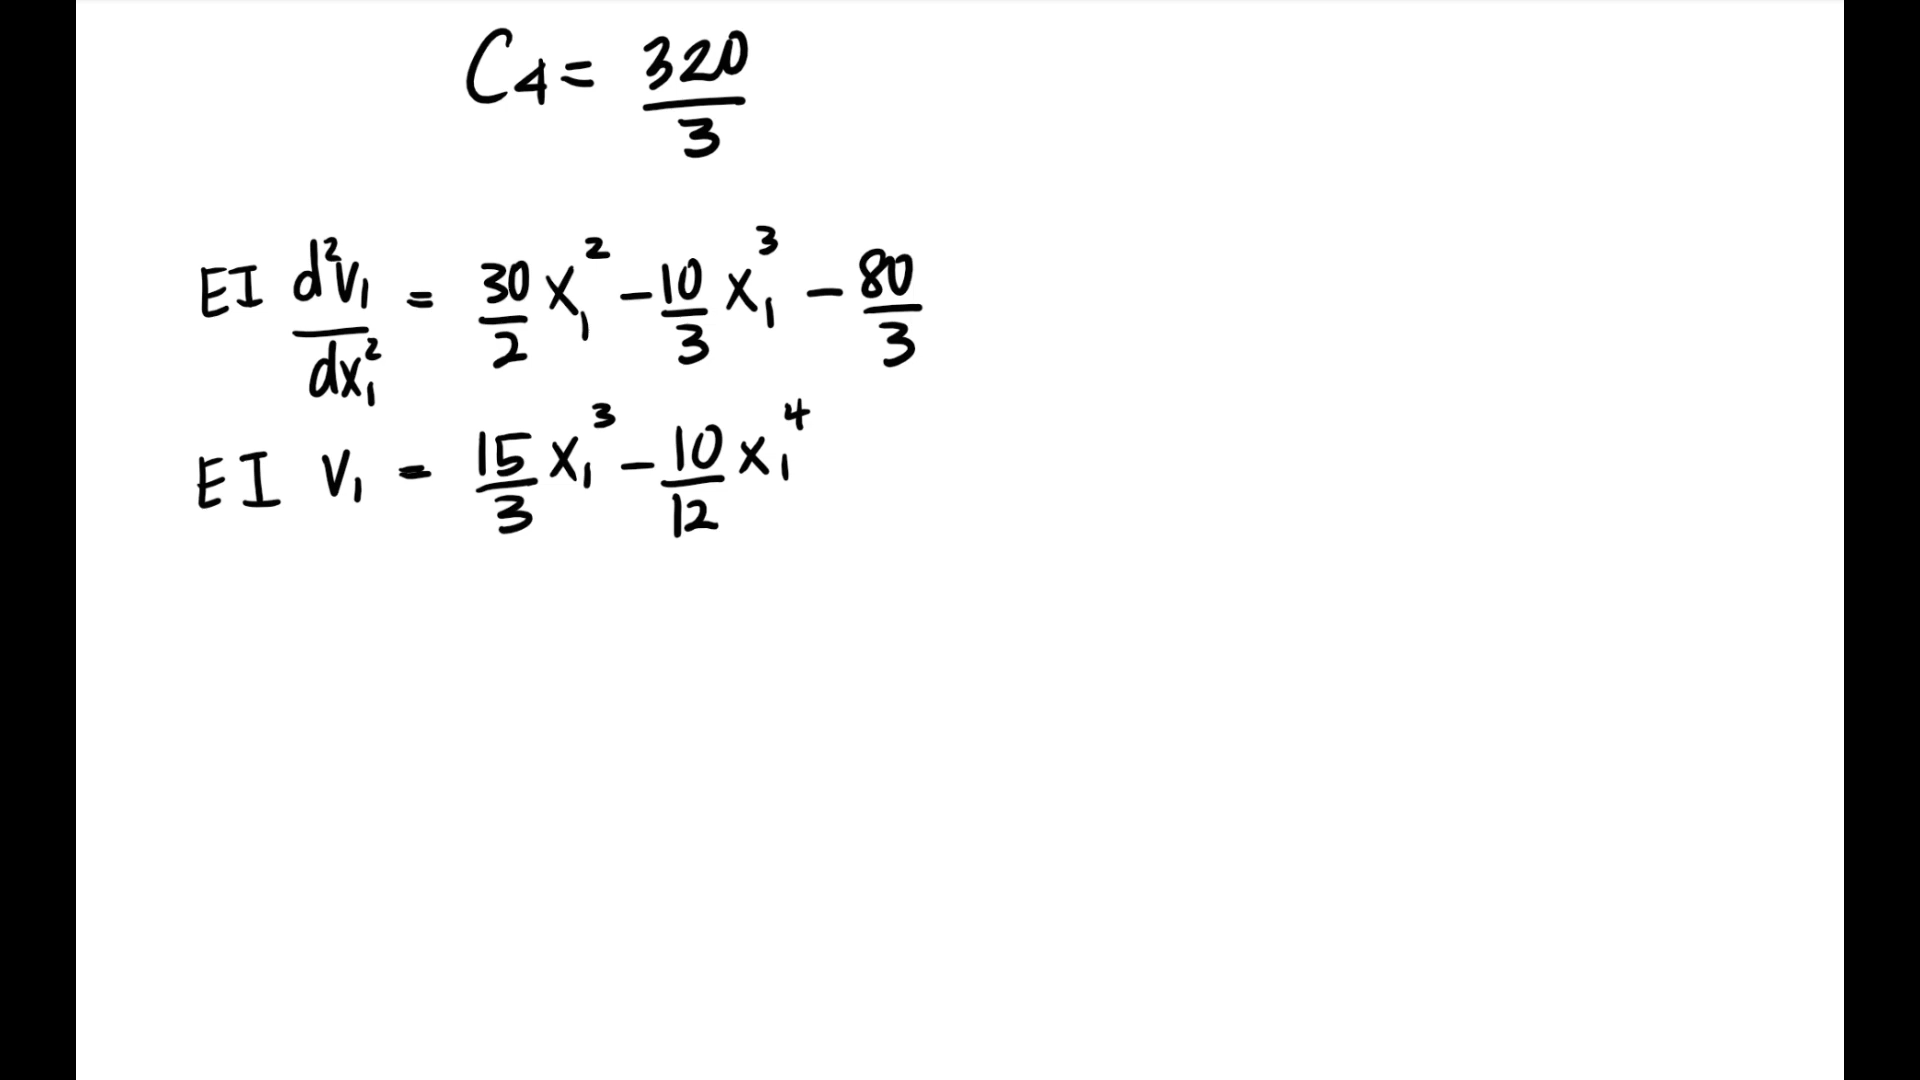 C₄ = 320/3
EI d²v₁/dx₁² = 30/2 x₁² - 10/3 x₁³ - 80/3
EI v₁ = 15/3 x₁³ - 10/12 x₁⁴